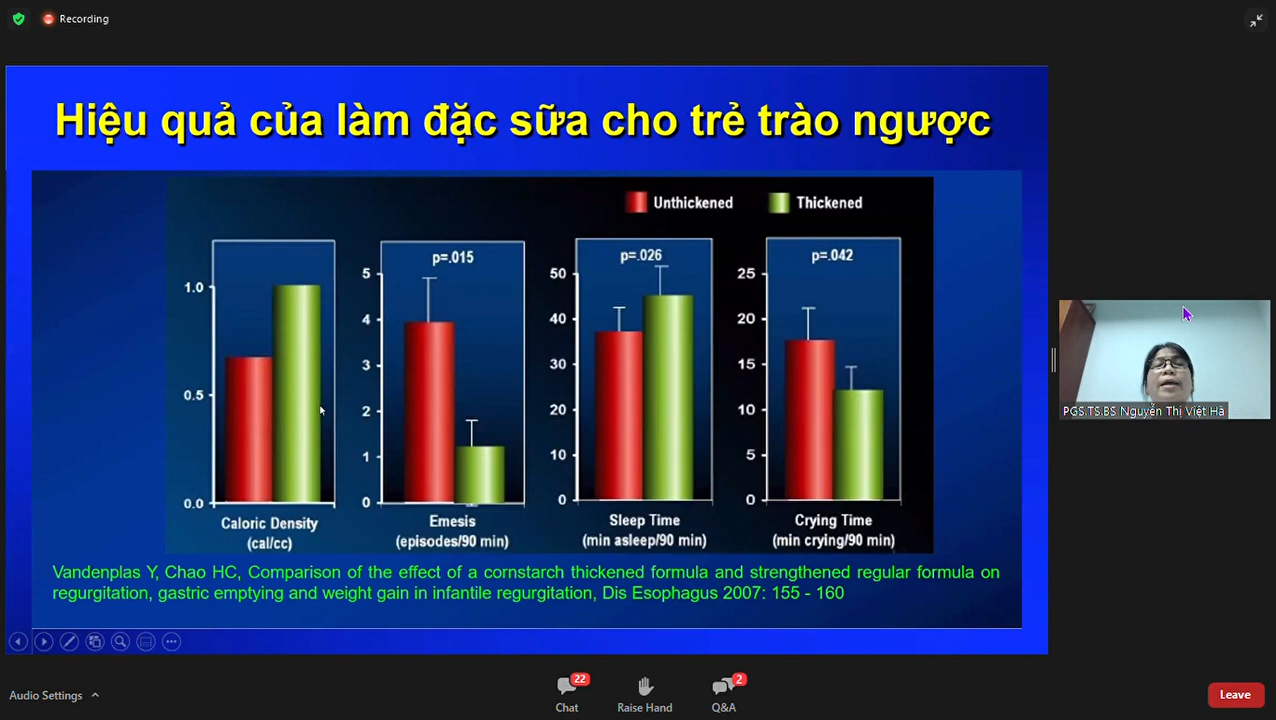 Recording
Hiệu quả của làm đặc sữa cho trẻ trào ngược
Unthickened Thickened
p=.015 p=.026 p=.042
1.0 5 50 25
4 40 20
3 30 15
0.5 2 20 10
1 10 5
0.0 0 0 0
Caloric Density Emesis Sleep Time Crying Time
(cal/cc) (episodes/90 min) (min asleep/90 min) (min crying/90 min)
Vandenplas Y, Chao HC, Comparison of the effect of a cornstarch thickened formula and strengthened regular formula on
regurgitation, gastric emptying and weight gain in infantile regurgitation, Dis Esophagus 2007: 155 - 160
PGS.TS.BS Nguyễn Thị Việt Hà
Audio Settings
22
Chat
Raise Hand
2
Q&A
Leave